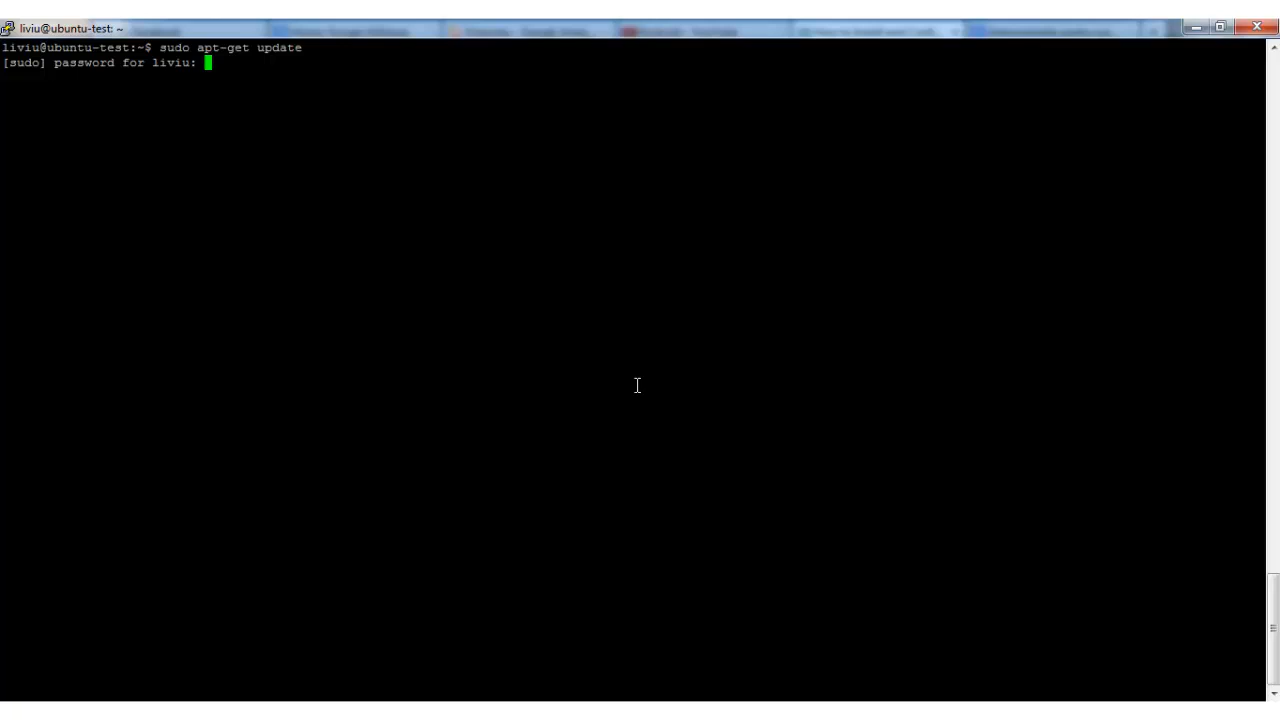 liviu@ubuntu-test: ~
liviu@ubuntu-test:~$ sudo apt-get update
[sudo] password for liviu: